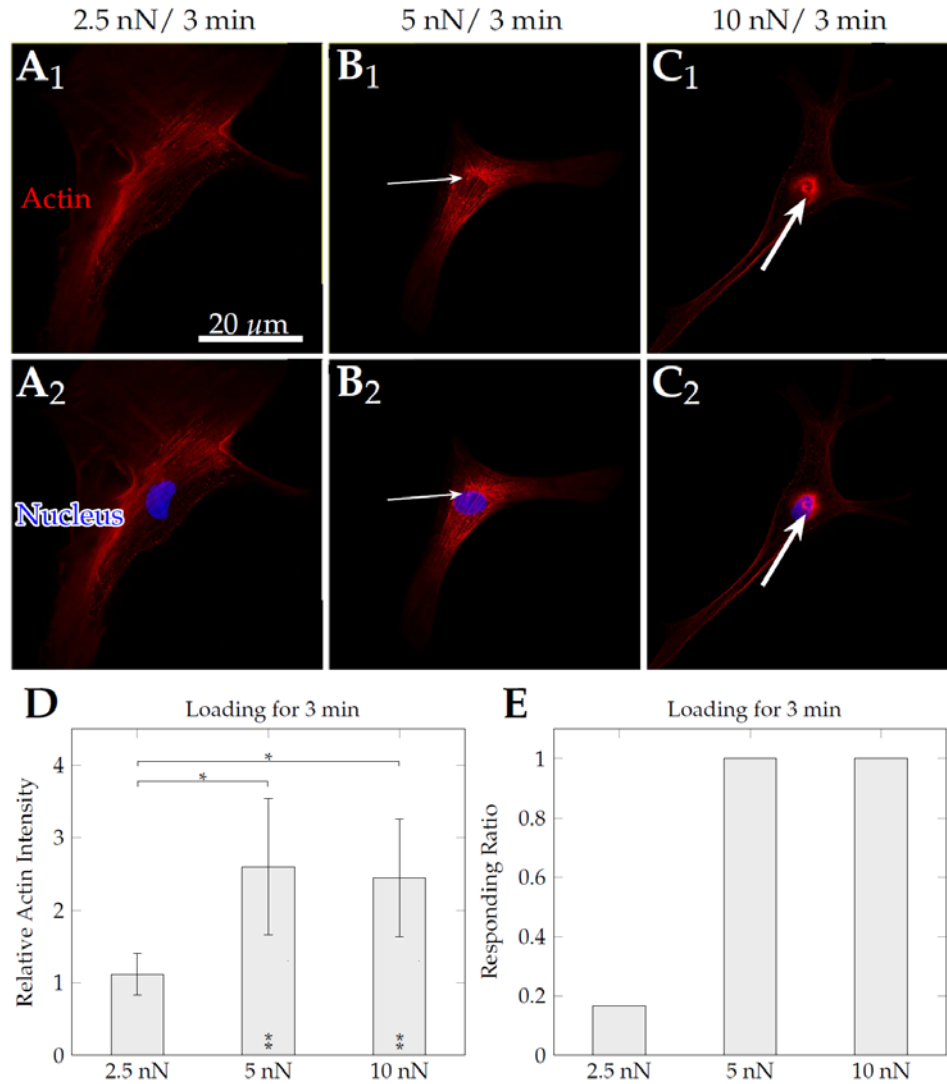 2.5 nN/ 3 min 5 nN/ 3 min 10 nN/ 3 min
A1 B1 C1
Actin
20 µm
A2 B2 C2
Nucleus
D E
Loading for 3 min Loading for 3 min
Relative Actin Intensity
4
3
2
1
0
* *
** **
2.5 nN 5 nN 10 nN
Responding Ratio
1
0.8
0.6
0.4
0.2
0
2.5 nN 5 nN 10 nN